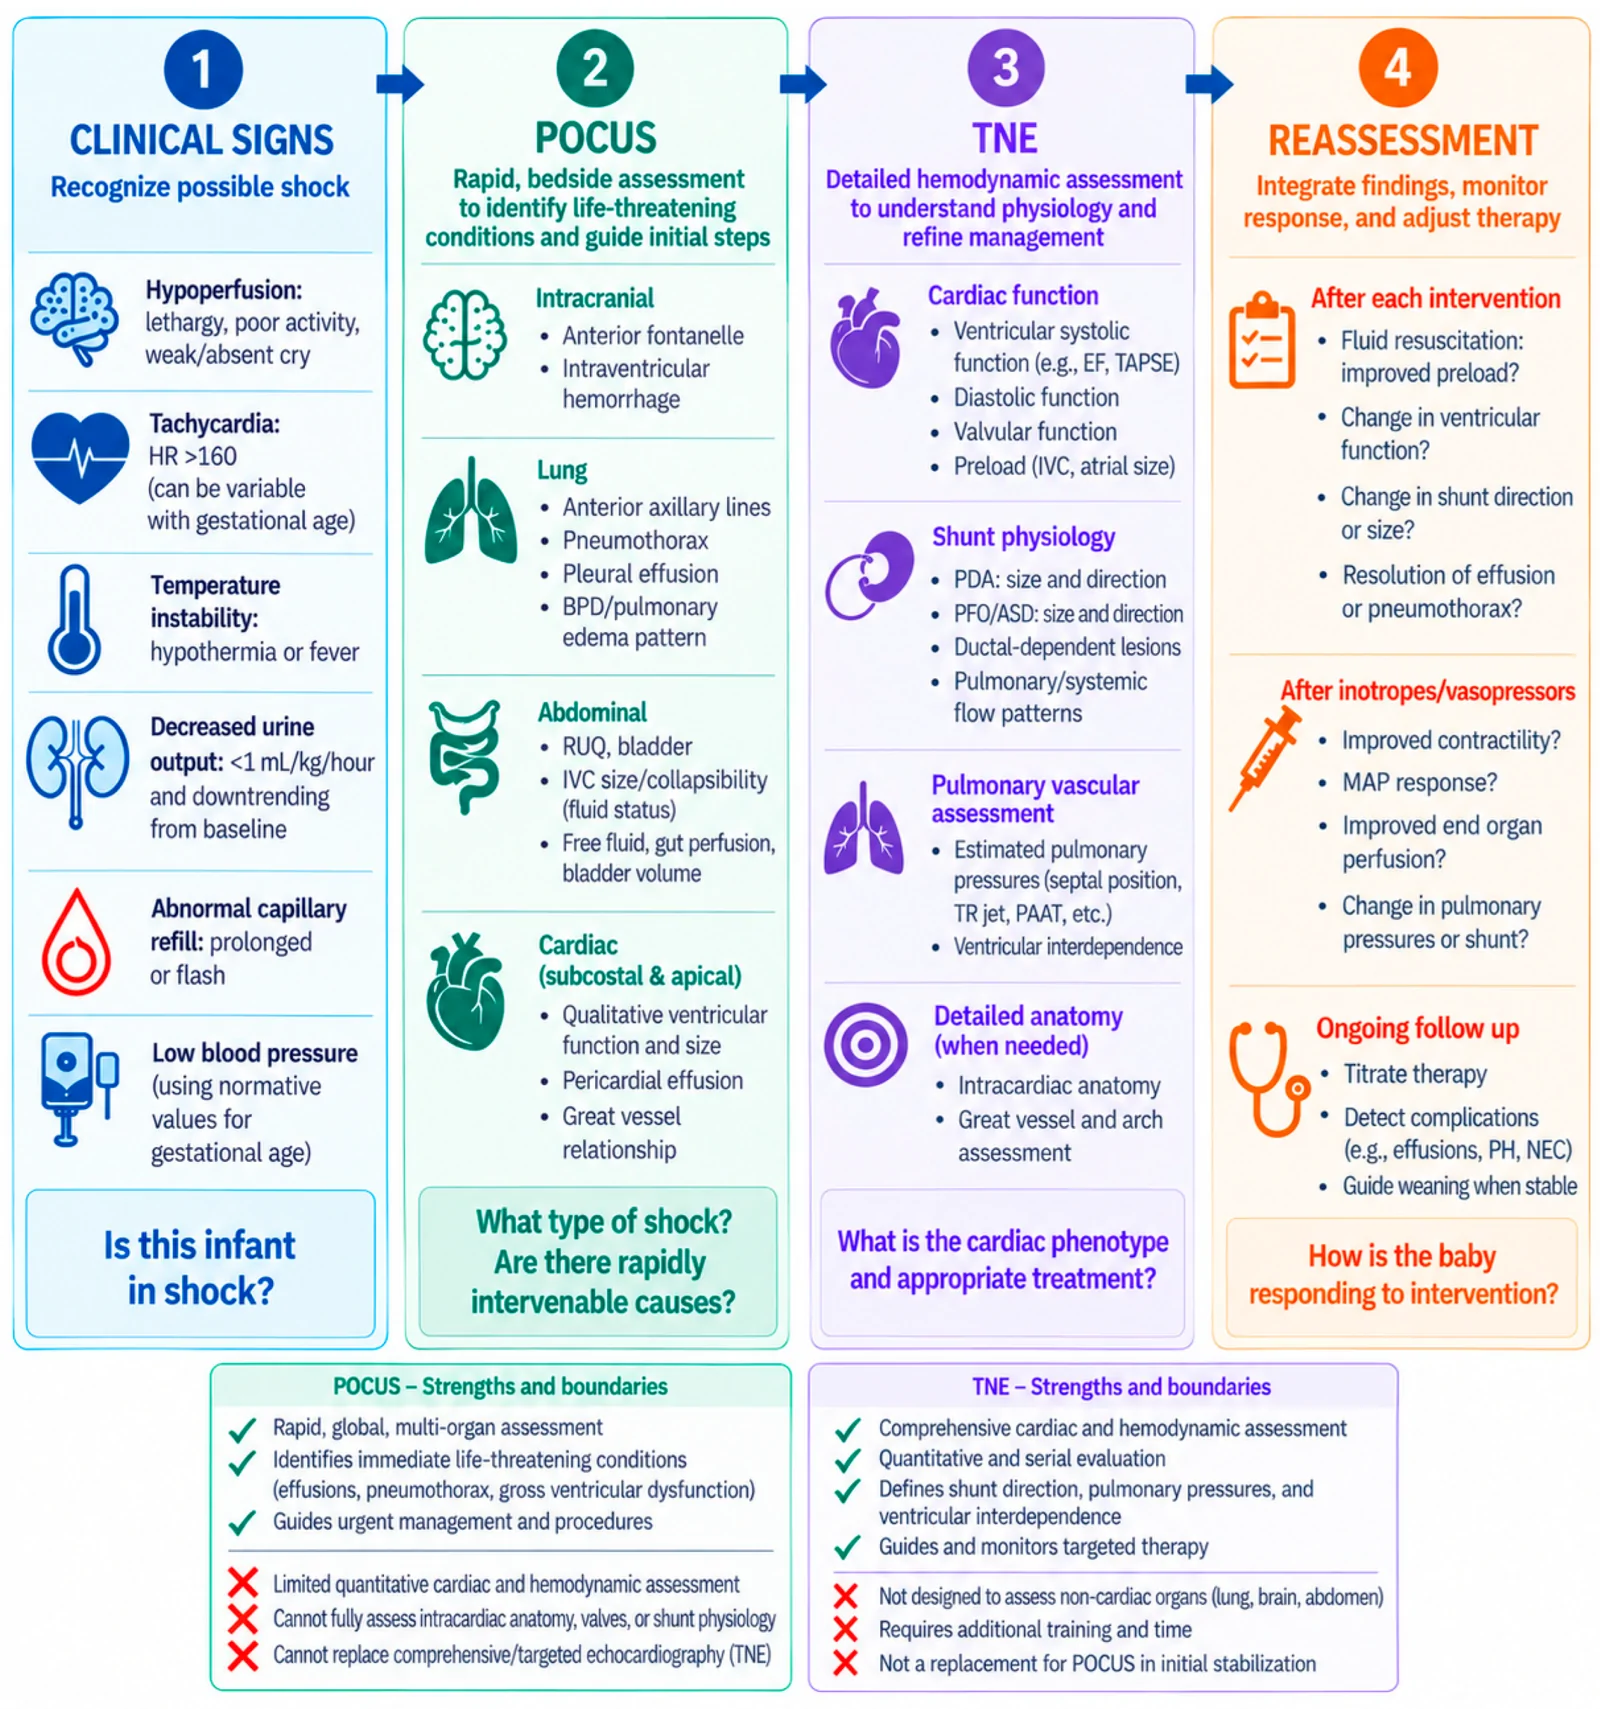 1
CLINICAL SIGNS
Recognize possible shock
Hypoperfusion:
lethargy, poor activity,
weak/absent cry
Tachycardia:
HR >160
(can be variable
with gestational age)
Temperature
instability:
hypothermia or fever
Decreased urine
output: <1 mL/kg/hour
and downtrending
from baseline
Abnormal capillary
refill: prolonged
or flash
Low blood pressure
(using normative
values for
gestational age)
Is this infant
in shock?
2
POCUS
Rapid, bedside assessment
to identify life-threatening
conditions and guide initial steps
Intracranial
• Anterior fontanelle
• Intraventricular
hemorrhage
Lung
• Anterior axillary lines
• Pneumothorax
• Pleural effusion
• BPD/pulmonary
edema pattern
Abdominal
• RUQ, bladder
• IVC size/collapsibility
(fluid status)
• Free fluid, gut perfusion,
bladder volume
Cardiac
(subcostal & apical)
• Qualitative ventricular
function and size
• Pericardial effusion
• Great vessel
relationship
What type of shock?
Are there rapidly
intervenable causes?
3
TNE
Detailed hemodynamic assessment
to understand physiology and
refine management
Cardiac function
• Ventricular systolic
function (e.g., EF, TAPSE)
• Diastolic function
• Valvular function
• Preload (IVC, atrial size)
Shunt physiology
• PDA: size and direction
• PFO/ASD: size and direction
• Ductal-dependent lesions
• Pulmonary/systemic
flow patterns
Pulmonary vascular
assessment
• Estimated pulmonary
pressures (septal position,
TR jet, PAAT, etc.)
• Ventricular interdependence
Detailed anatomy
(when needed)
• Intracardiac anatomy
• Great vessel and arch
assessment
What is the cardiac phenotype
and appropriate treatment?
4
REASSESSMENT
Integrate findings, monitor
response, and adjust therapy
After each intervention
• Fluid resuscitation:
improved preload?
• Change in ventricular
function?
• Change in shunt direction
or size?
• Resolution of effusion
or pneumothorax?
After inotropes/vasopressors
• Improved contractility?
• MAP response?
• Improved end organ
perfusion?
• Change in pulmonary
pressures or shunt?
Ongoing follow up
• Titrate therapy
• Detect complications
(e.g., effusions, PH, NEC)
• Guide weaning when stable
How is the baby
responding to intervention?
POCUS – Strengths and boundaries
Rapid, global, multi-organ assessment
Identifies immediate life-threatening conditions
(effusions, pneumothorax, gross ventricular dysfunction)
Guides urgent management and procedures
Limited quantitative cardiac and hemodynamic assessment
Cannot fully assess intracardiac anatomy, valves, or shunt physiology
Cannot replace comprehensive/targeted echocardiography (TNE)
TNE – Strengths and boundaries
Comprehensive cardiac and hemodynamic assessment
Quantitative and serial evaluation
Defines shunt direction, pulmonary pressures, and
ventricular interdependence
Guides and monitors targeted therapy
Not designed to assess non-cardiac organs (lung, brain, abdomen)
Requires additional training and time
Not a replacement for POCUS in initial stabilization